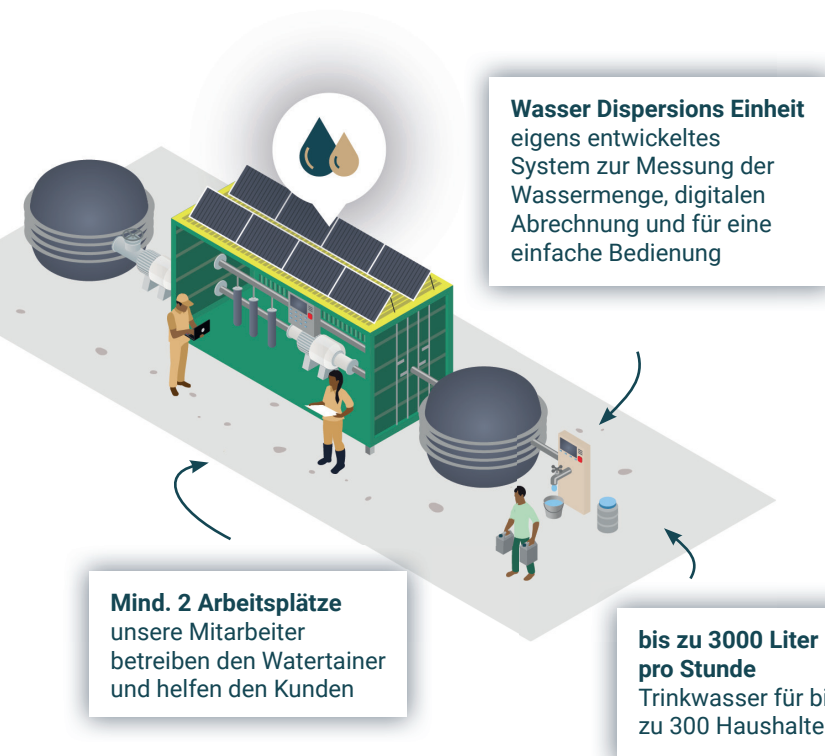 Wasser Dispersions Einheit
eigens entwickeltes
System zur Messung der
Wassermenge, digitalen
Abrechnung und für eine
einfache Bedienung
Mind. 2 Arbeitsplätze
unsere Mitarbeiter
betreiben den Watertainer
und helfen den Kunden
bis zu 3000 Liter
pro Stunde
Trinkwasser für bi
zu 300 Haushalte